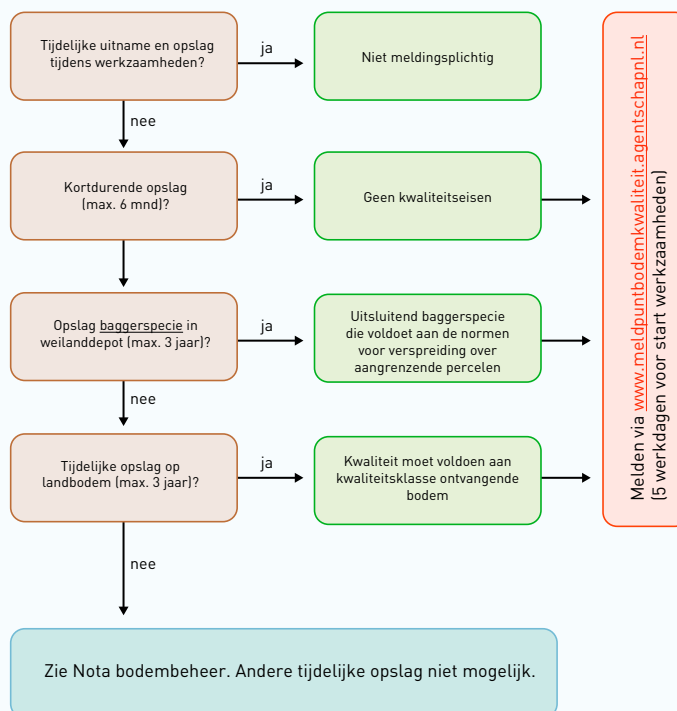 Tijdelijke uitname en opslag
tijdens werkzaamheden?
ja
Niet meldingsplichtig
nee
Kortdurende opslag
(max. 6 mnd)?
ja
Geen kwaliteitseisen
Opslag baggerspecie in
weilanddepot (max. 3 jaar)?
ja
Uitsluitend baggerspecie
die voldoet aan de normen
voor verspreiding over
aangrenzende percelen
nee
Tijdelijke opslag op
landbodem (max. 3 jaar)?
ja
Kwaliteit moet voldoen aan
kwaliteitsklasse ontvangende
bodem
nee
Zie Nota bodembeheer. Andere tijdelijke opslag niet mogelijk.
Melden via www.meldpuntbodemkwaliteit.agentschapnl.nl
(5 werkdagen voor start werkzaamheden)